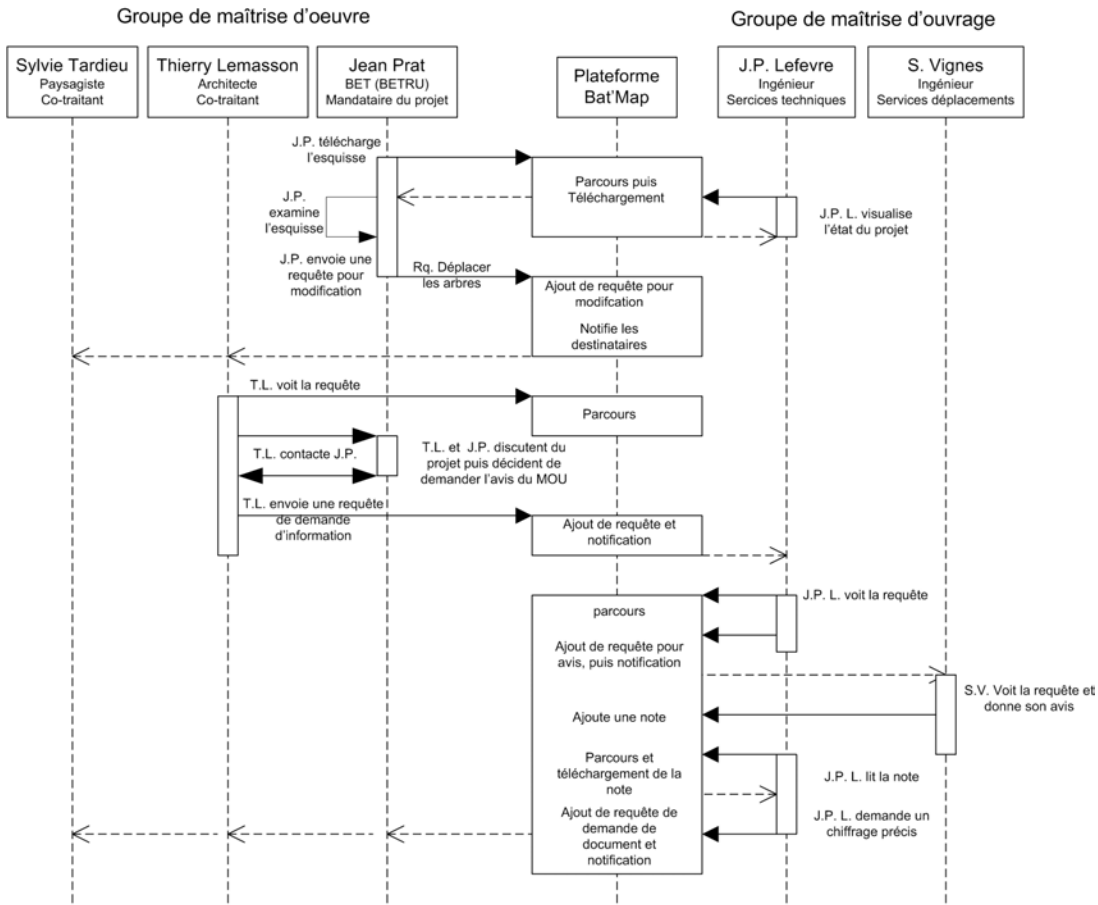 Groupe de maîtrise d'oeuvre
Groupe de maîtrise d'ouvrage
Sylvie Tardieu
Paysagiste
Co-traitant
Thierry Lemasson
Architecte
Co-traitant
Jean Prat
BET (BETRU)
Mandataire du projet
Plateforme
Bat'Map
J.P. Lefevre
Ingénieur
Sercices techniques
S. Vignes
Ingénieur
Services déplacements
J.P. télécharge
l'esquisse
Parcours puis
Téléchargement
J.P.
examine
l'esquisse
J.P. L. visualise
l'état du projet
J.P. envoie une
requête pour
modification
Rq. Déplacer
les arbres
Ajout de requête pour
modifcation
Notifie les
destinataires
T.L. voit la requête
Parcours
T.L. contacte J.P.
T.L. et J.P. discutent du
projet puis décident de
demander l'avis du MOU
T.L. envoie une requête
de demande
d'information
Ajout de requête et
notification
J.P. L. voit la requête
parcours
Ajout de requête pour
avis, puis notification
S.V. Voit la requête et
donne son avis
Ajoute une note
Parcours et
téléchargement de la
note
J.P. L. lit la note
Ajout de requête de
demande de
document et
notification
J.P. L. demande un
chiffrage précis